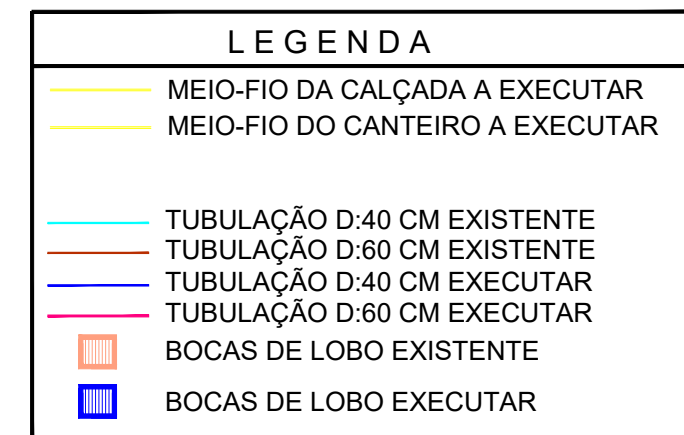 LEGENDA
MEIO-FIO DA CALÇADA A EXECUTAR
MEIO-FIO DO CANTEIRO A EXECUTAR
TUBULAÇÃO D:40 CM EXISTENTE
TUBULAÇÃO D:60 CM EXISTENTE
TUBULAÇÃO D:40 CM EXECUTAR
TUBULAÇÃO D:60 CM EXECUTAR
BOCAS DE LOBO EXISTENTE
BOCAS DE LOBO EXECUTAR